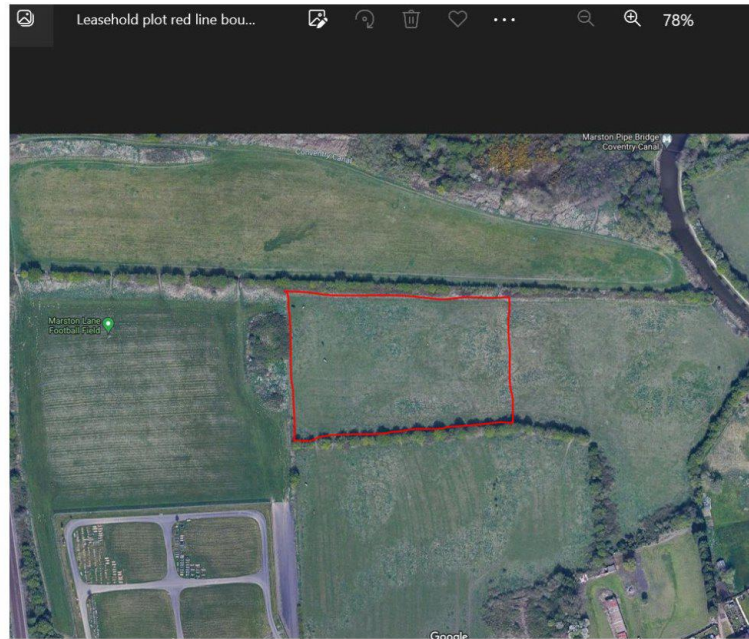 Leasehold plot red line bou...
78%
Marston Pipe Bridge
Coventry Canal
Coventry Canal
Marston Lane
Football Field
Google